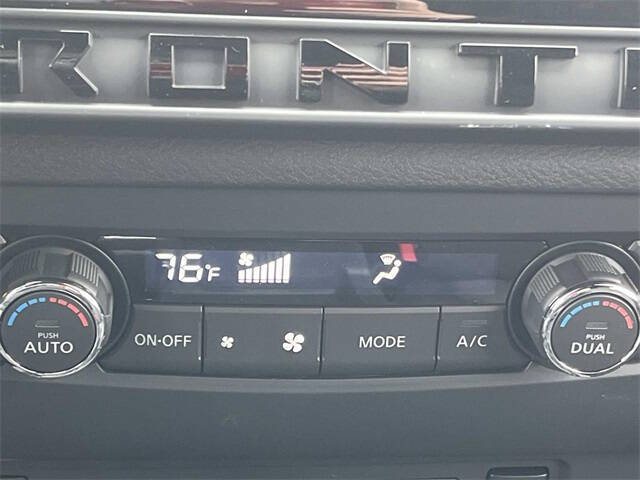 RONT
76°F
PUSH
AUTO
ON·OFF
MODE
A/C
PUSH
DUAL